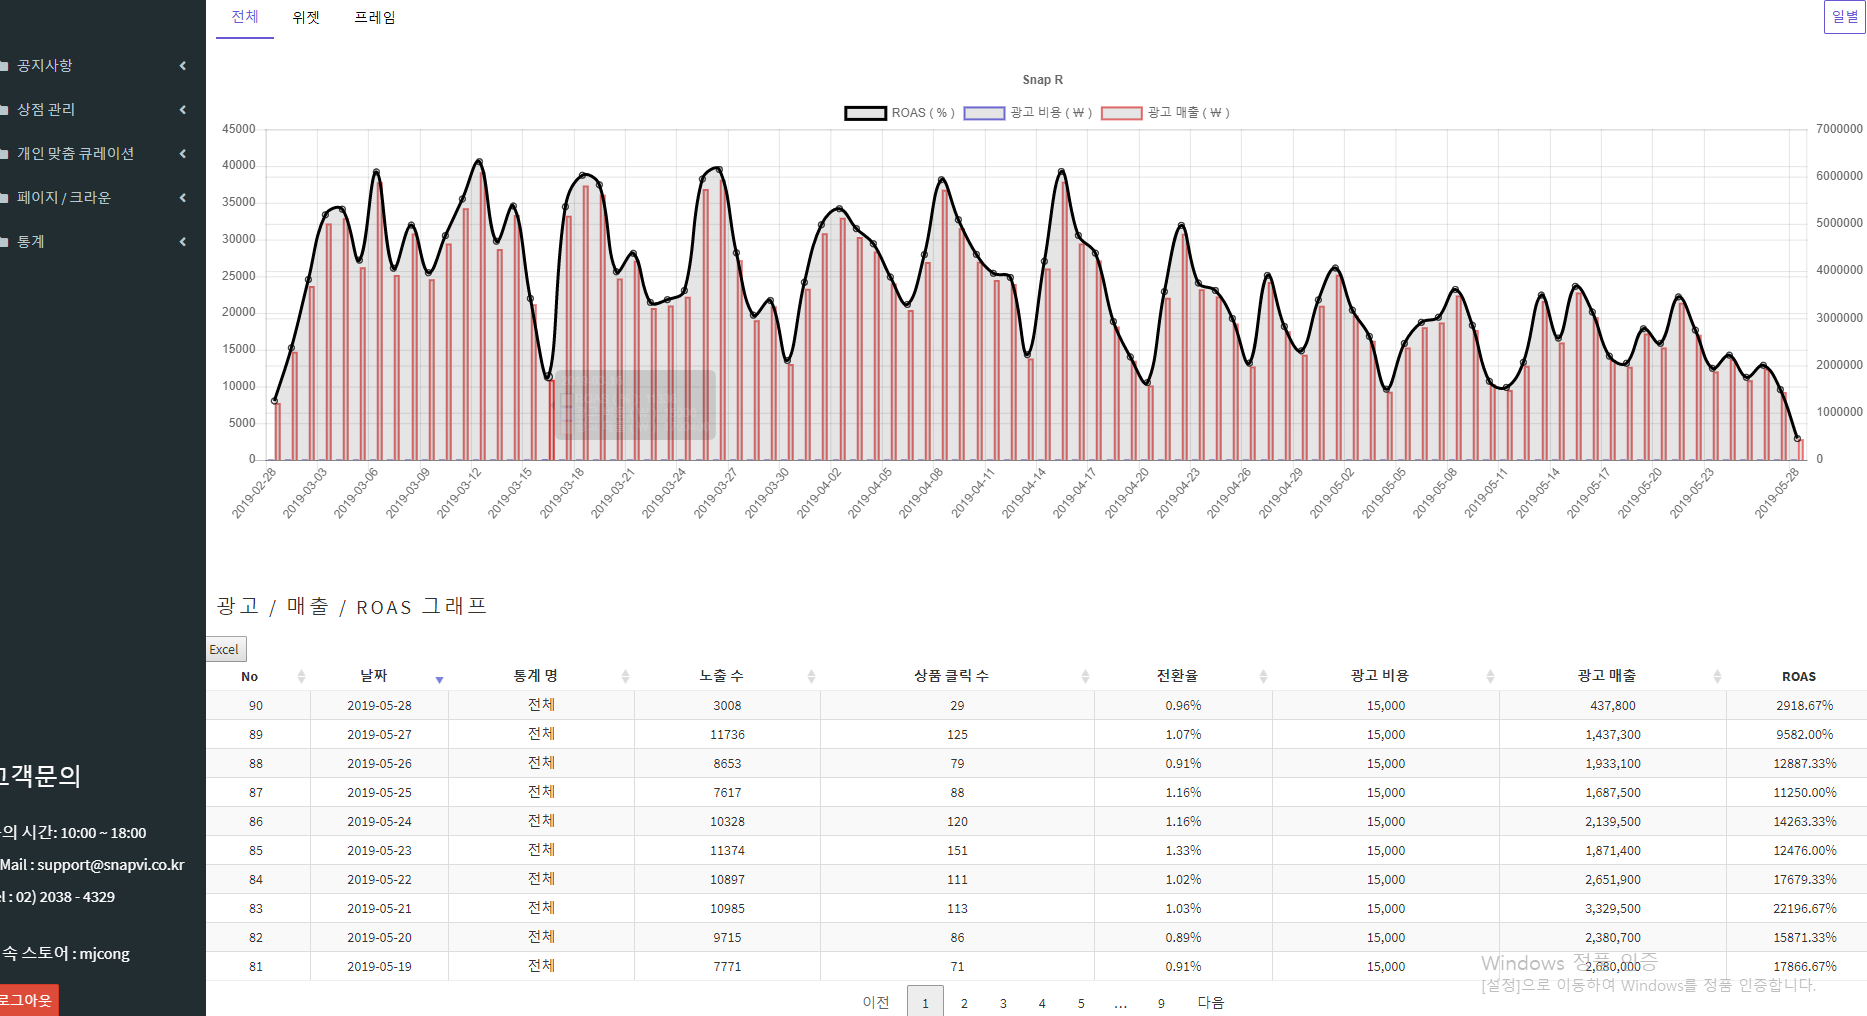 전체 위젯 프레임 일별
공지사항
상점 관리
개인 맞춤 큐레이션
페이지 / 크라운
통계
Snap R
ROAS ( % ) 광고 비용 ( ₩ ) 광고 매출 ( ₩ )
45000
40000
35000
30000
25000
20000
15000
10000
5000
0
7000000
6000000
5000000
4000000
3000000
2000000
1000000
0
2019-02-28 2019-03-03 2019-03-06 2019-03-09 2019-03-12 2019-03-15 2019-03-18 2019-03-21 2019-03-24 2019-03-27 2019-03-30 2019-04-02 2019-04-05 2019-04-08 2019-04-11 2019-04-14 2019-04-17 2019-04-20 2019-04-23 2019-04-26 2019-04-29 2019-05-02 2019-05-05 2019-05-08 2019-05-11 2019-05-14 2019-05-17 2019-05-20 2019-05-23 2019-05-28
광고 / 매출 / ROAS 그래프
Excel
No 날짜 통계 명 노출 수 상품 클릭 수 전환율 광고 비용 광고 매출 ROAS
90 2019-05-28 전체 3008 29 0.96% 15,000 437,800 2918.67%
89 2019-05-27 전체 11736 125 1.07% 15,000 1,437,300 9582.00%
88 2019-05-26 전체 8653 79 0.91% 15,000 1,933,100 12887.33%
87 2019-05-25 전체 7617 88 1.16% 15,000 1,687,500 11250.00%
86 2019-05-24 전체 10328 120 1.16% 15,000 2,139,500 14263.33%
85 2019-05-23 전체 11374 151 1.33% 15,000 1,871,400 12476.00%
84 2019-05-22 전체 10897 111 1.02% 15,000 2,651,900 17679.33%
83 2019-05-21 전체 10985 113 1.03% 15,000 3,329,500 22196.67%
82 2019-05-20 전체 9715 86 0.89% 15,000 2,380,700 15871.33%
81 2019-05-19 전체 7771 71 0.91% 15,000 2,680,000 17866.67%
이전 1 2 3 4 5 ... 9 다음
고객문의
의 시간: 10:00 ~ 18:00
Mail : support@snapvi.co.kr
el : 02) 2038 - 4329
속 스토어 : mjcong
로그아웃
Windows 정품 인증
[설정]으로 이동하여 Windows를 정품 인증합니다.